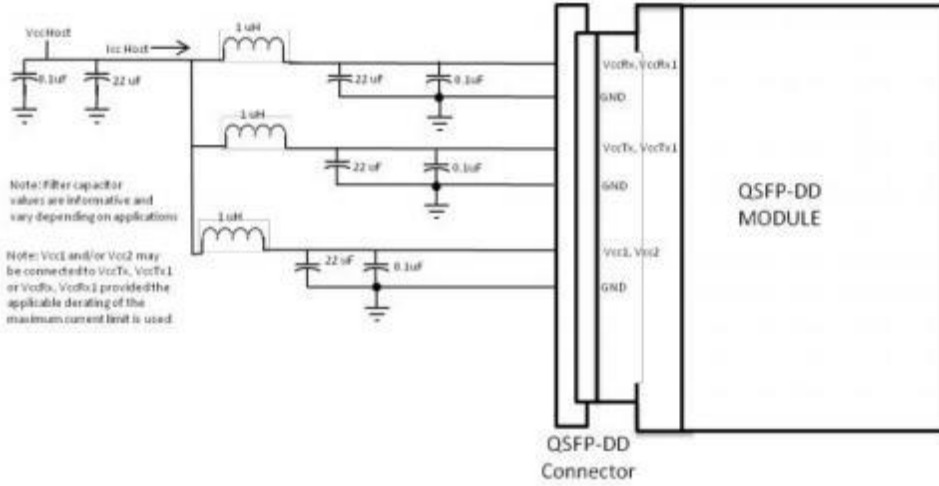 1 uH
Vcc Host
Icc Host
0.1uF
22 uF
22 uF
0.1uF
VccRx, VccRx1
GND
1 uH
22 uF
0.1uF
VccTx, VccTx1
GND
Note: Filter capacitor
values are informative and
vary depending on applications
QSFP-DD
MODULE
1 uH
22 uF
0.1uF
Vcc1, Vcc2
GND
Note: Vcc1 and/or Vcc2 may
be connected to VccTx, VccTx1
or VccRx, VccRx1 provided the
applicable derating of the
maximum current limit is used
QSFP-DD
Connector